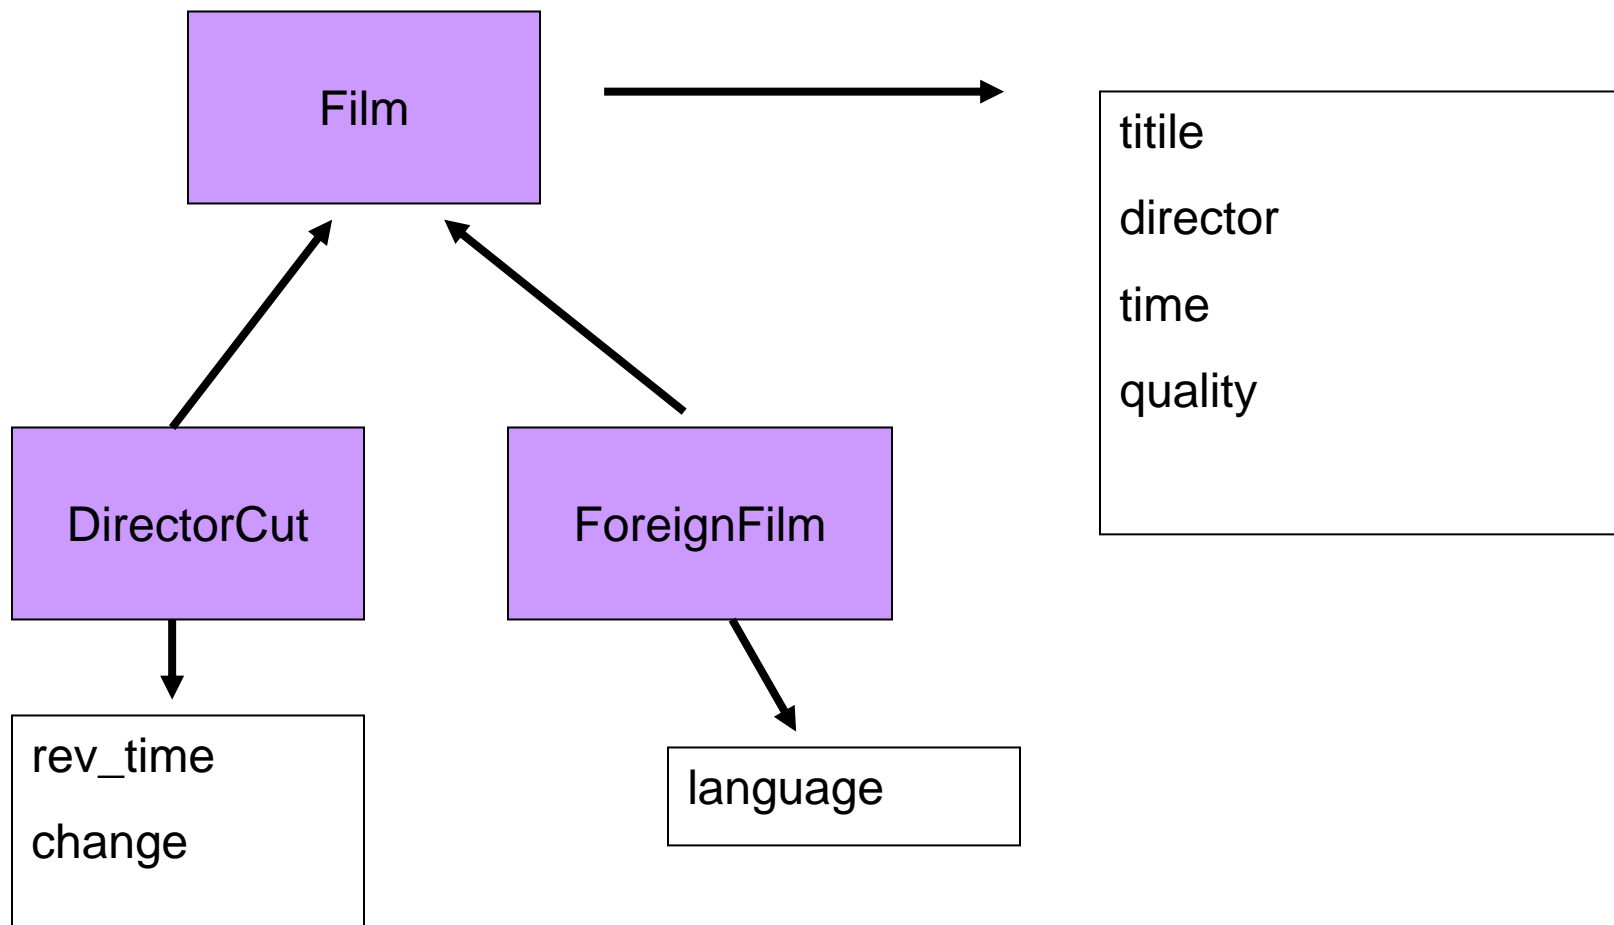 Film
titile
director
time
quality
DirectorCut
ForeignFilm
rev_time
change
language